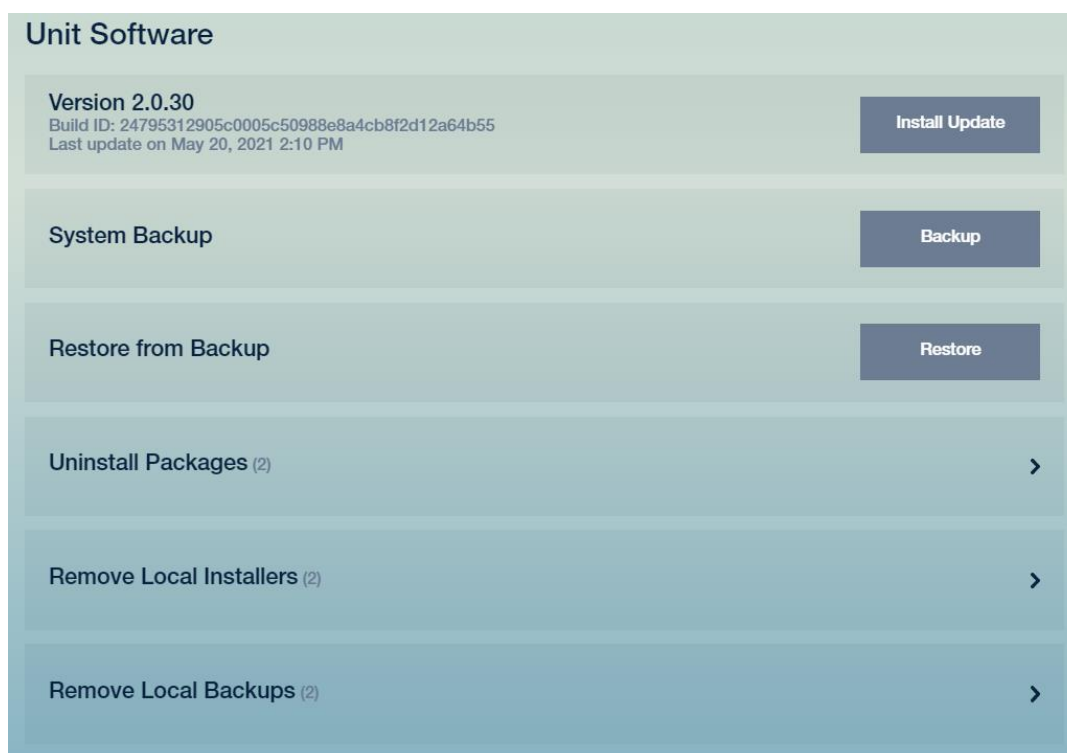 Unit Software
Version 2.0.30
Build ID: 24795312905c0005c50988e8a4cb8f2d12a64b55
Last update on May 20, 2021 2:10 PM
Install Update
System Backup
Backup
Restore from Backup
Restore
Uninstall Packages (2)
Remove Local Installers (2)
Remove Local Backups (2)